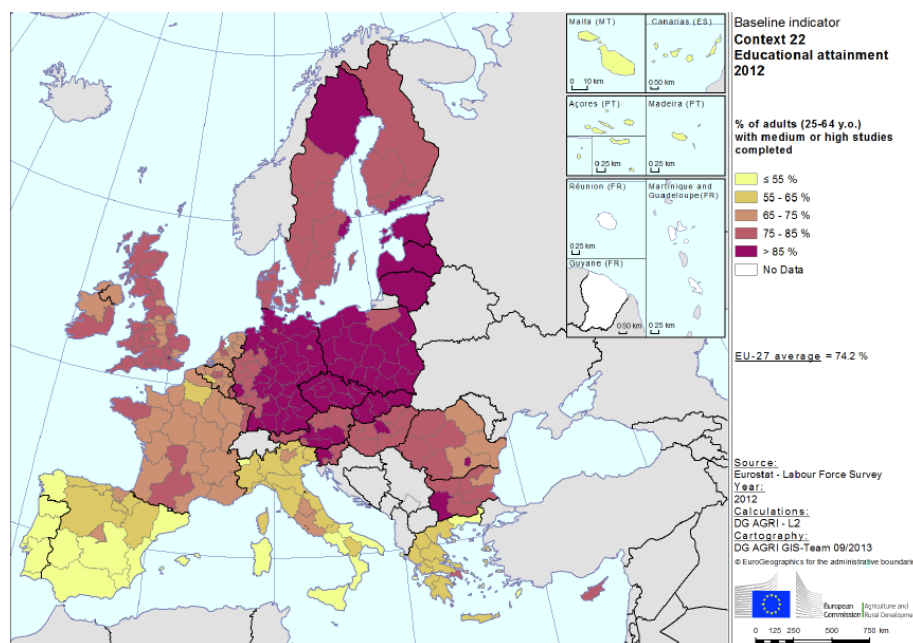 Malta (MT)
0 10 km
Canarias (ES)
0 50 km
Açores (PT)
0 25 km
Madeira (PT)
0 25 km
Réunion (FR)
0 25 km
Martinique and
Guadeloupe (FR)
0 25 km
Guyane (FR)
0 50 km
Baseline indicator
Context 22
Educational attainment
2012
% of adults (25-64 y.o.)
with medium or high studies
completed
≤ 55 %
55 - 65 %
65 - 75 %
75 - 85 %
> 85 %
No Data
EU-27 average = 74.2 %
Source:
Eurostat - Labour Force Survey
Year:
2012
Calculations:
DG AGRI - L2
Cartography:
DG AGRI GIS-Team 09/2013
© EuroGeographics for the administrative boundarie
European
Commission
Agriculture and
Rural Developme
0 125 250 500 750 km